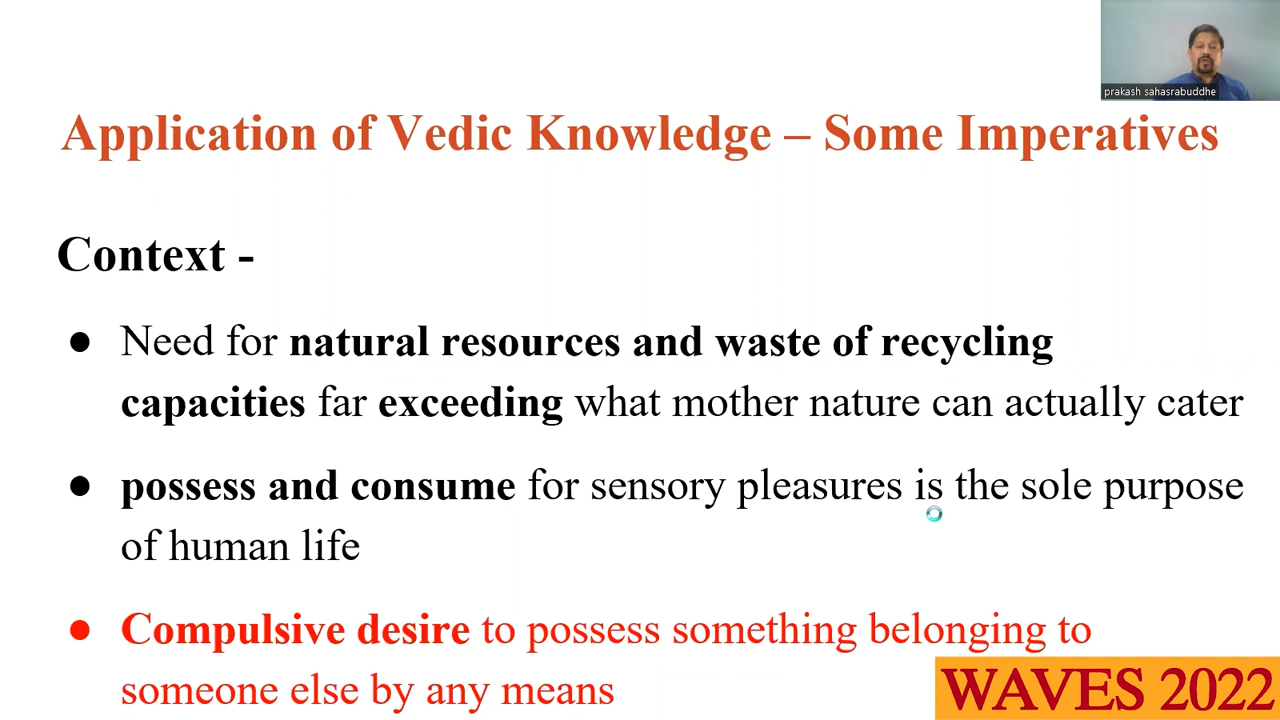 prakash sahasrabuddhe
Application of Vedic Knowledge – Some Imperatives
Context -
● Need for natural resources and waste of recycling
capacities far exceeding what mother nature can actually cater
● possess and consume for sensory pleasures is the sole purpose
of human life
● Compulsive desire to possess something belonging to
someone else by any means
WAVES 2022